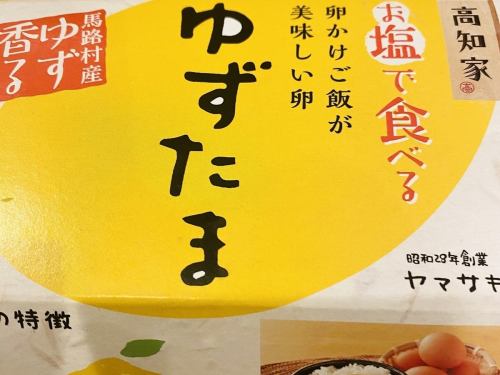 高知家
お塩で食べる
卵かけご飯が
美味しい卵
ゆずたま
馬路村産
ゆず
香る
昭和29年創業
ヤマサキ
の特徴